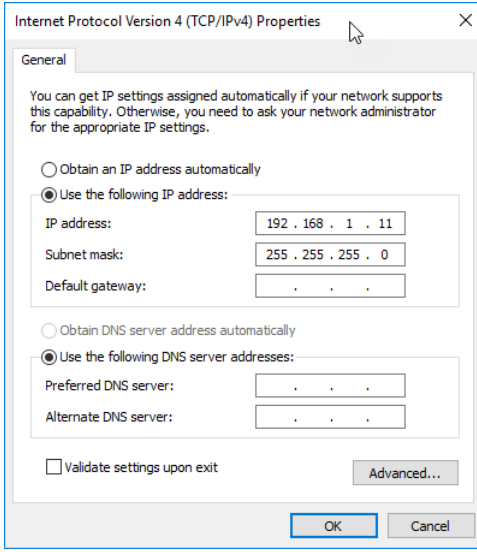 Internet Protocol Version 4 (TCP/IPv4) Properties
General
You can get IP settings assigned automatically if your network supports
this capability. Otherwise, you need to ask your network administrator
for the appropriate IP settings.
Obtain an IP address automatically
Use the following IP address:
IP address: 192 . 168 . 1 . 11
Subnet mask: 255 . 255 . 255 . 0
Default gateway: . . .
Obtain DNS server address automatically
Use the following DNS server addresses:
Preferred DNS server: . . .
Alternate DNS server: . . .
Validate settings upon exit
Advanced...
OK Cancel